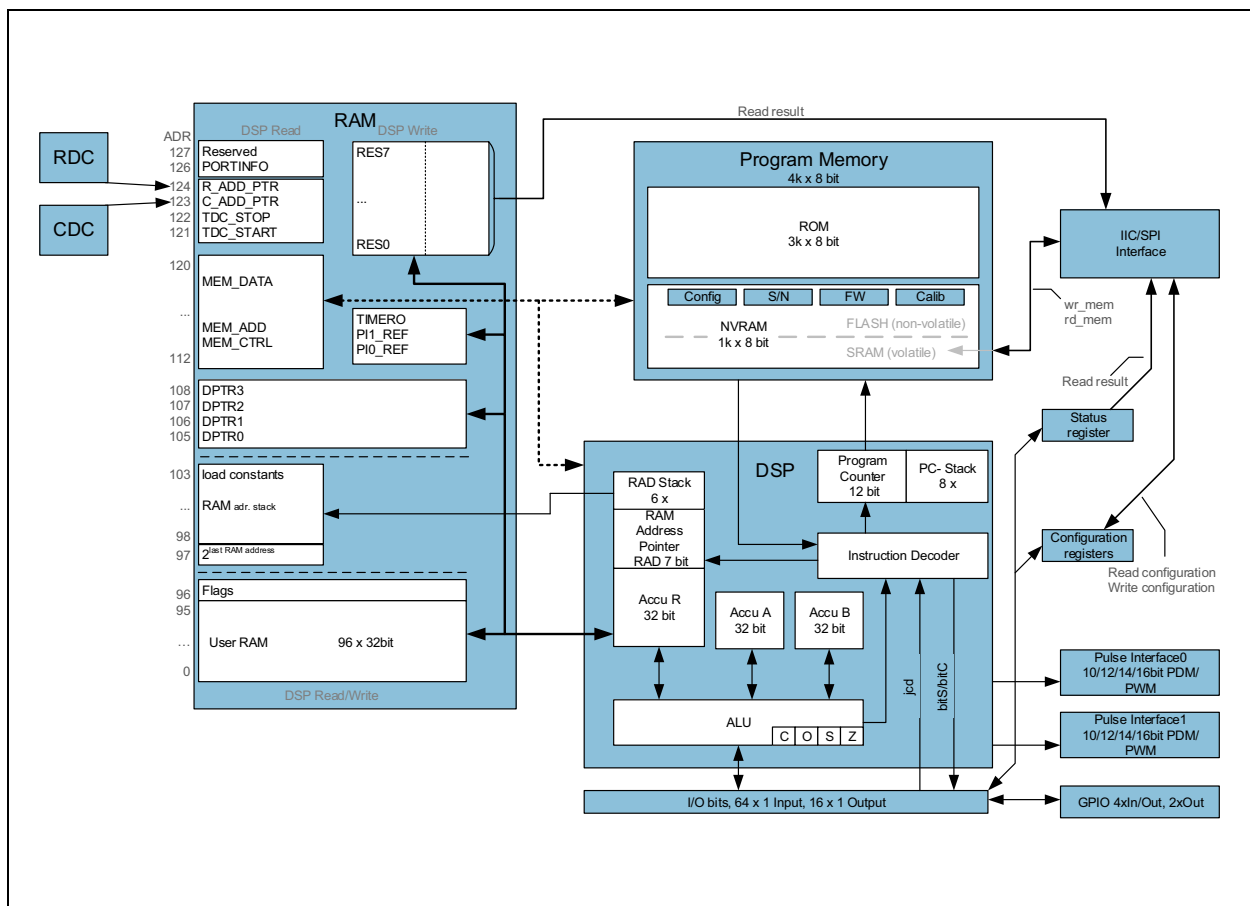 RDC
CDC
RAM
ADR
DSP Read
DSP Write
127 Reserved
126 PORTINFO
124 R_ADD_PTR
123 C_ADD_PTR
122 TDC_STOP
121 TDC_START
RES7
...
RES0
120
MEM_DATA
...
MEM_ADD
MEM_CTRL
112
TIMERO
PI1_REF
PI0_REF
108 DPTR3
107 DPTR2
106 DPTR1
105 DPTR0
103 load constants
... RAM adr. stack
98
97 2last RAM address
96 Flags
95
... User RAM 96 x 32bit
0
DSP Read/Write
Read result
Program Memory
4k x 8 bit
ROM
3k x 8 bit
Config
S/N
FW
Calib
NVRAM
1k x 8 bit
FLASH (non-volatile)
SRAM (volatile)
IIC/SPI
Interface
wr_mem
rd_mem
Read result
Status
register
Configuration
registers
Read configuration
Write configuration
DSP
RAD Stack
6 x
RAM
Address
Pointer
RAD 7 bit
Accu R
32 bit
Accu A
32 bit
Accu B
32 bit
Program
Counter
12 bit
PC- Stack
8 x
Instruction Decoder
ALU
C O S Z
jcd
bitS/bitC
I/O bits, 64 x 1 Input, 16 x 1 Output
Pulse Interface0
10/12/14/16bit PDM/
PWM
Pulse Interface1
10/12/14/16bit PDM/
PWM
GPIO 4xIn/Out, 2xOut